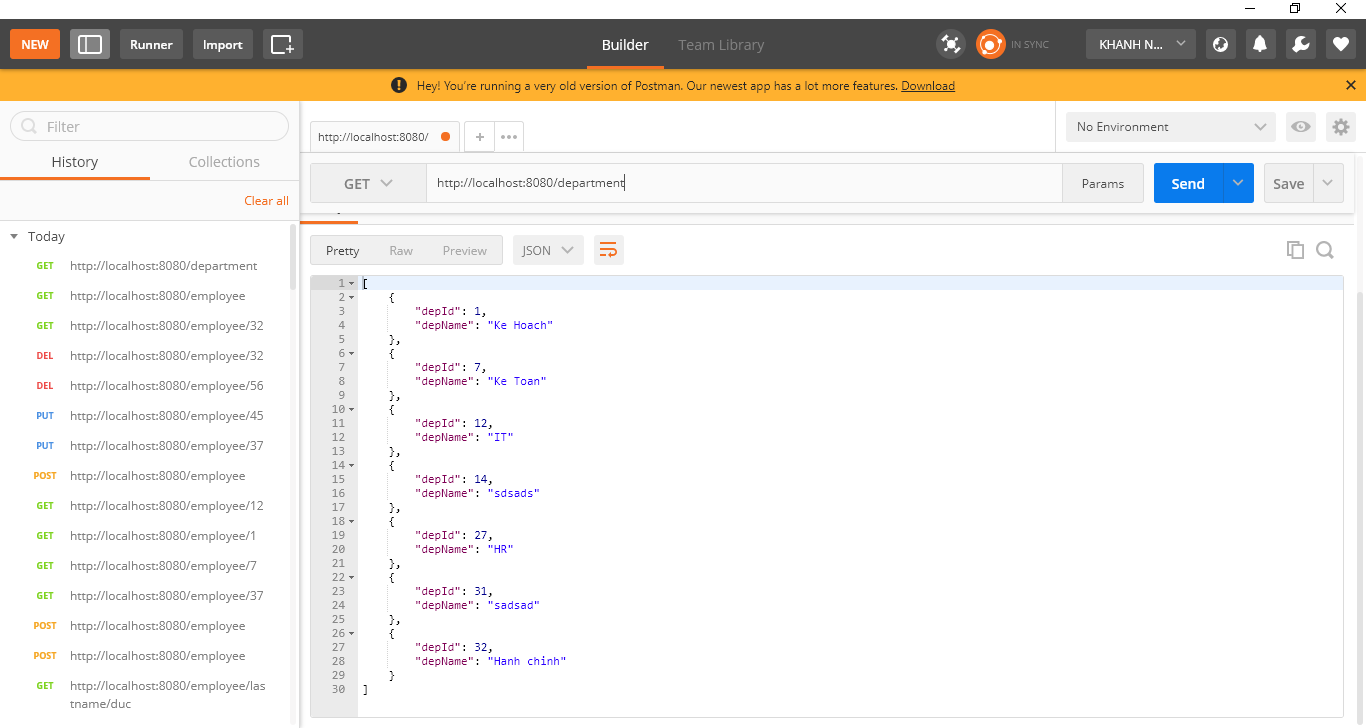 NEW
Runner
Import
Builder
Team Library
IN SYNC
KHANH N...
Hey! You're running a very old version of Postman. Our newest app has a lot more features. Download
Filter
History
Collections
Clear all
Today
GET http://localhost:8080/department
GET http://localhost:8080/employee
GET http://localhost:8080/employee/32
DEL http://localhost:8080/employee/32
DEL http://localhost:8080/employee/56
PUT http://localhost:8080/employee/45
PUT http://localhost:8080/employee/37
POST http://localhost:8080/employee
GET http://localhost:8080/employee/12
GET http://localhost:8080/employee/1
GET http://localhost:8080/employee/7
GET http://localhost:8080/employee/37
POST http://localhost:8080/employee
POST http://localhost:8080/employee
GET http://localhost:8080/employee/las
tname/duc
http://localhost:8080/
No Environment
GET
http://localhost:8080/department
Params
Send
Save
Pretty
Raw
Preview
JSON
1 [
2 {
3 "depId": 1,
4 "depName": "Ke Hoach"
5 },
6 {
7 "depId": 7,
8 "depName": "Ke Toan"
9 },
10 {
11 "depId": 12,
12 "depName": "IT"
13 },
14 {
15 "depId": 14,
16 "depName": "sdsads"
17 },
18 {
19 "depId": 27,
20 "depName": "HR"
21 },
22 {
23 "depId": 31,
24 "depName": "sadsad"
25 },
26 {
27 "depId": 32,
28 "depName": "Hanh chinh"
29 }
30 ]